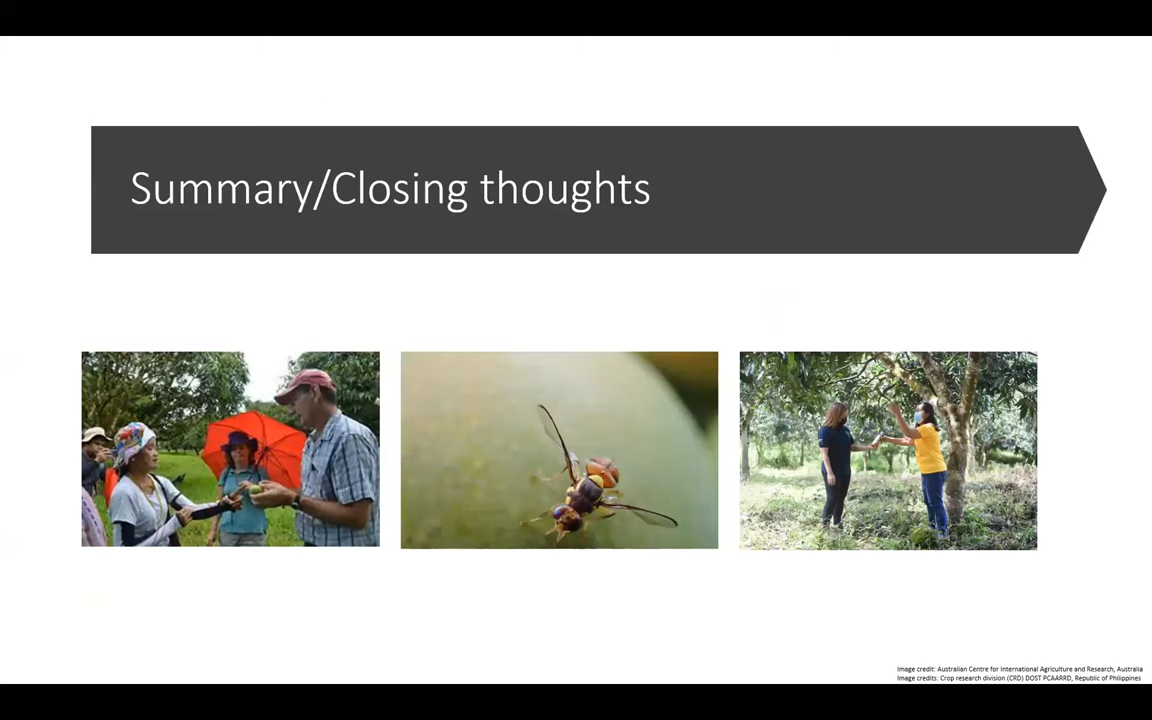 Summary/Closing thoughts
Image credit: Australian Centre for International Agriculture and Research, Australia
Image credits: Crop research division (CRD) DOST PCAARRD, Republic of Philippines